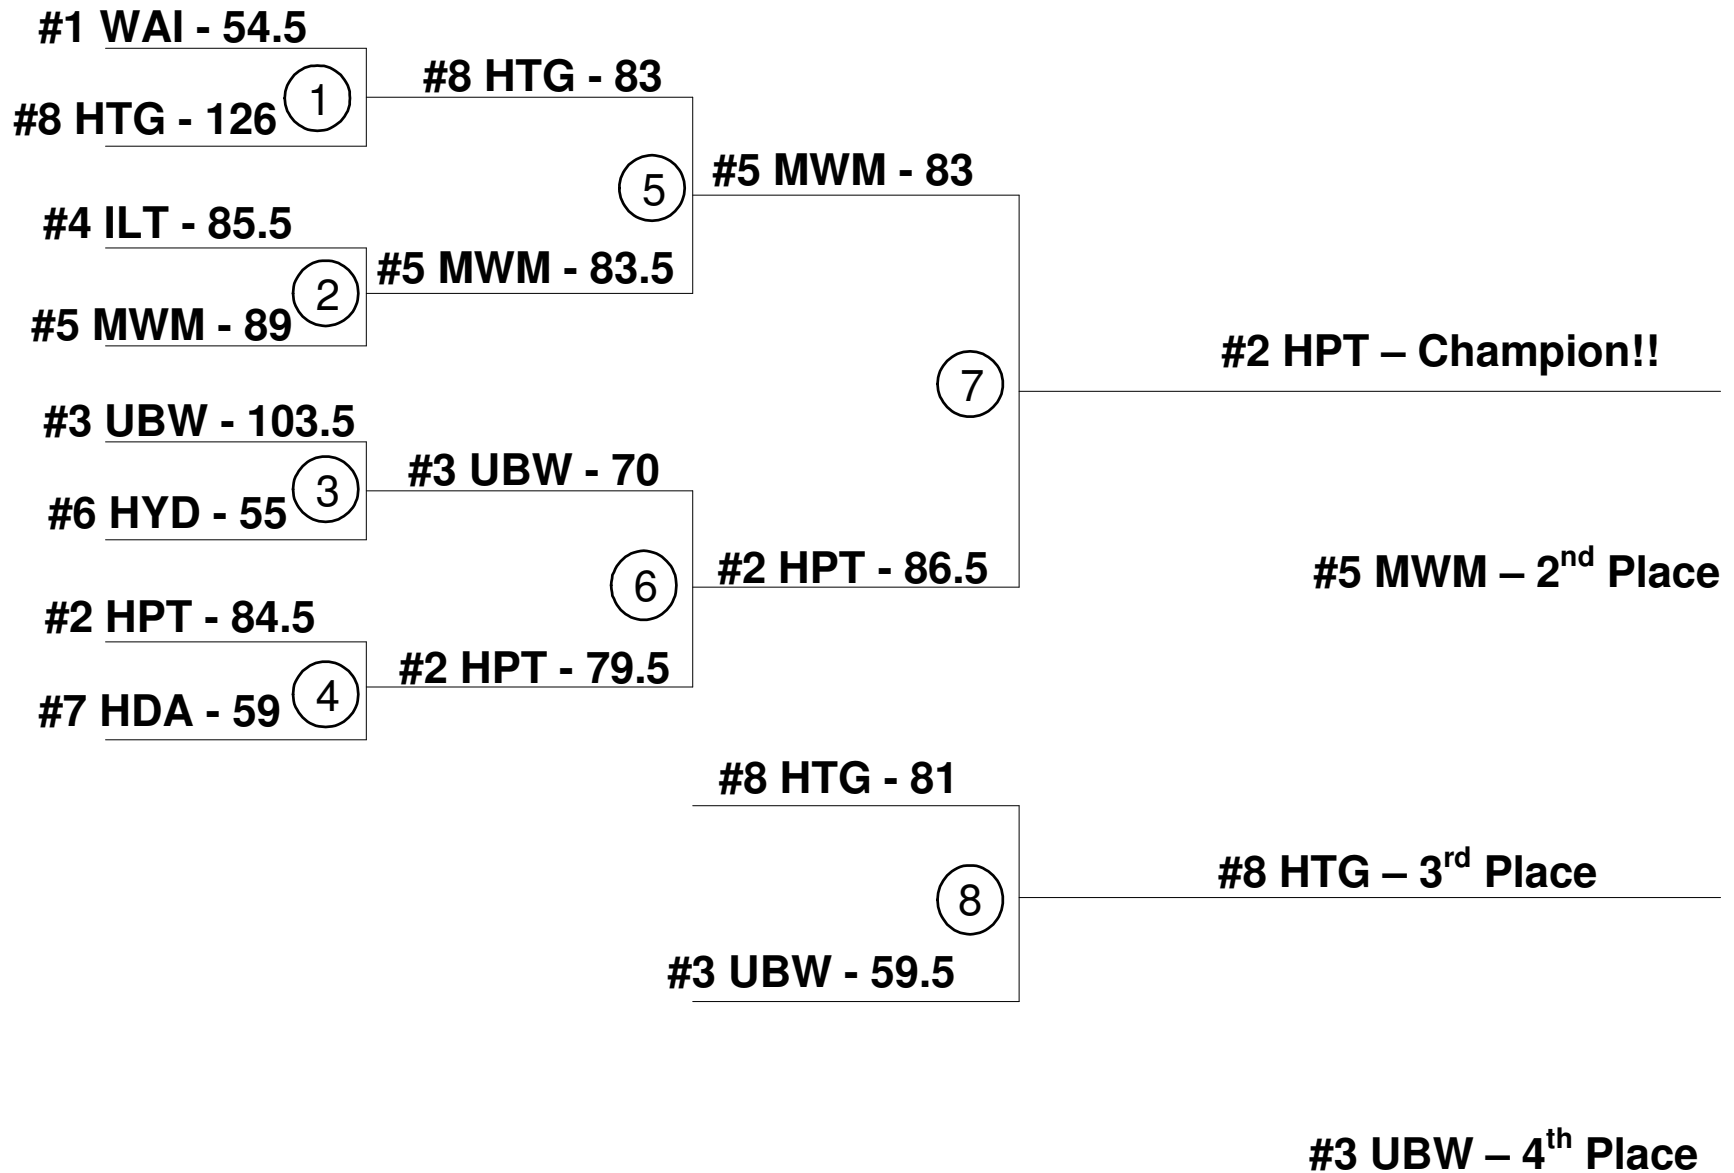 #1 WAI - 54.5
#8 HTG - 126
1
#8 HTG - 83
#4 ILT - 85.5
#5 MWM - 89
2
#5 MWM - 83.5
5
#5 MWM - 83
#3 UBW - 103.5
#6 HYD - 55
3
#3 UBW - 70
#2 HPT - 84.5
#7 HDA - 59
4
#2 HPT - 79.5
6
#2 HPT - 86.5
7
#2 HPT – Champion!!
#5 MWM – 2nd Place
#8 HTG - 81
#3 UBW - 59.5
8
#8 HTG – 3rd Place
#3 UBW – 4th Place